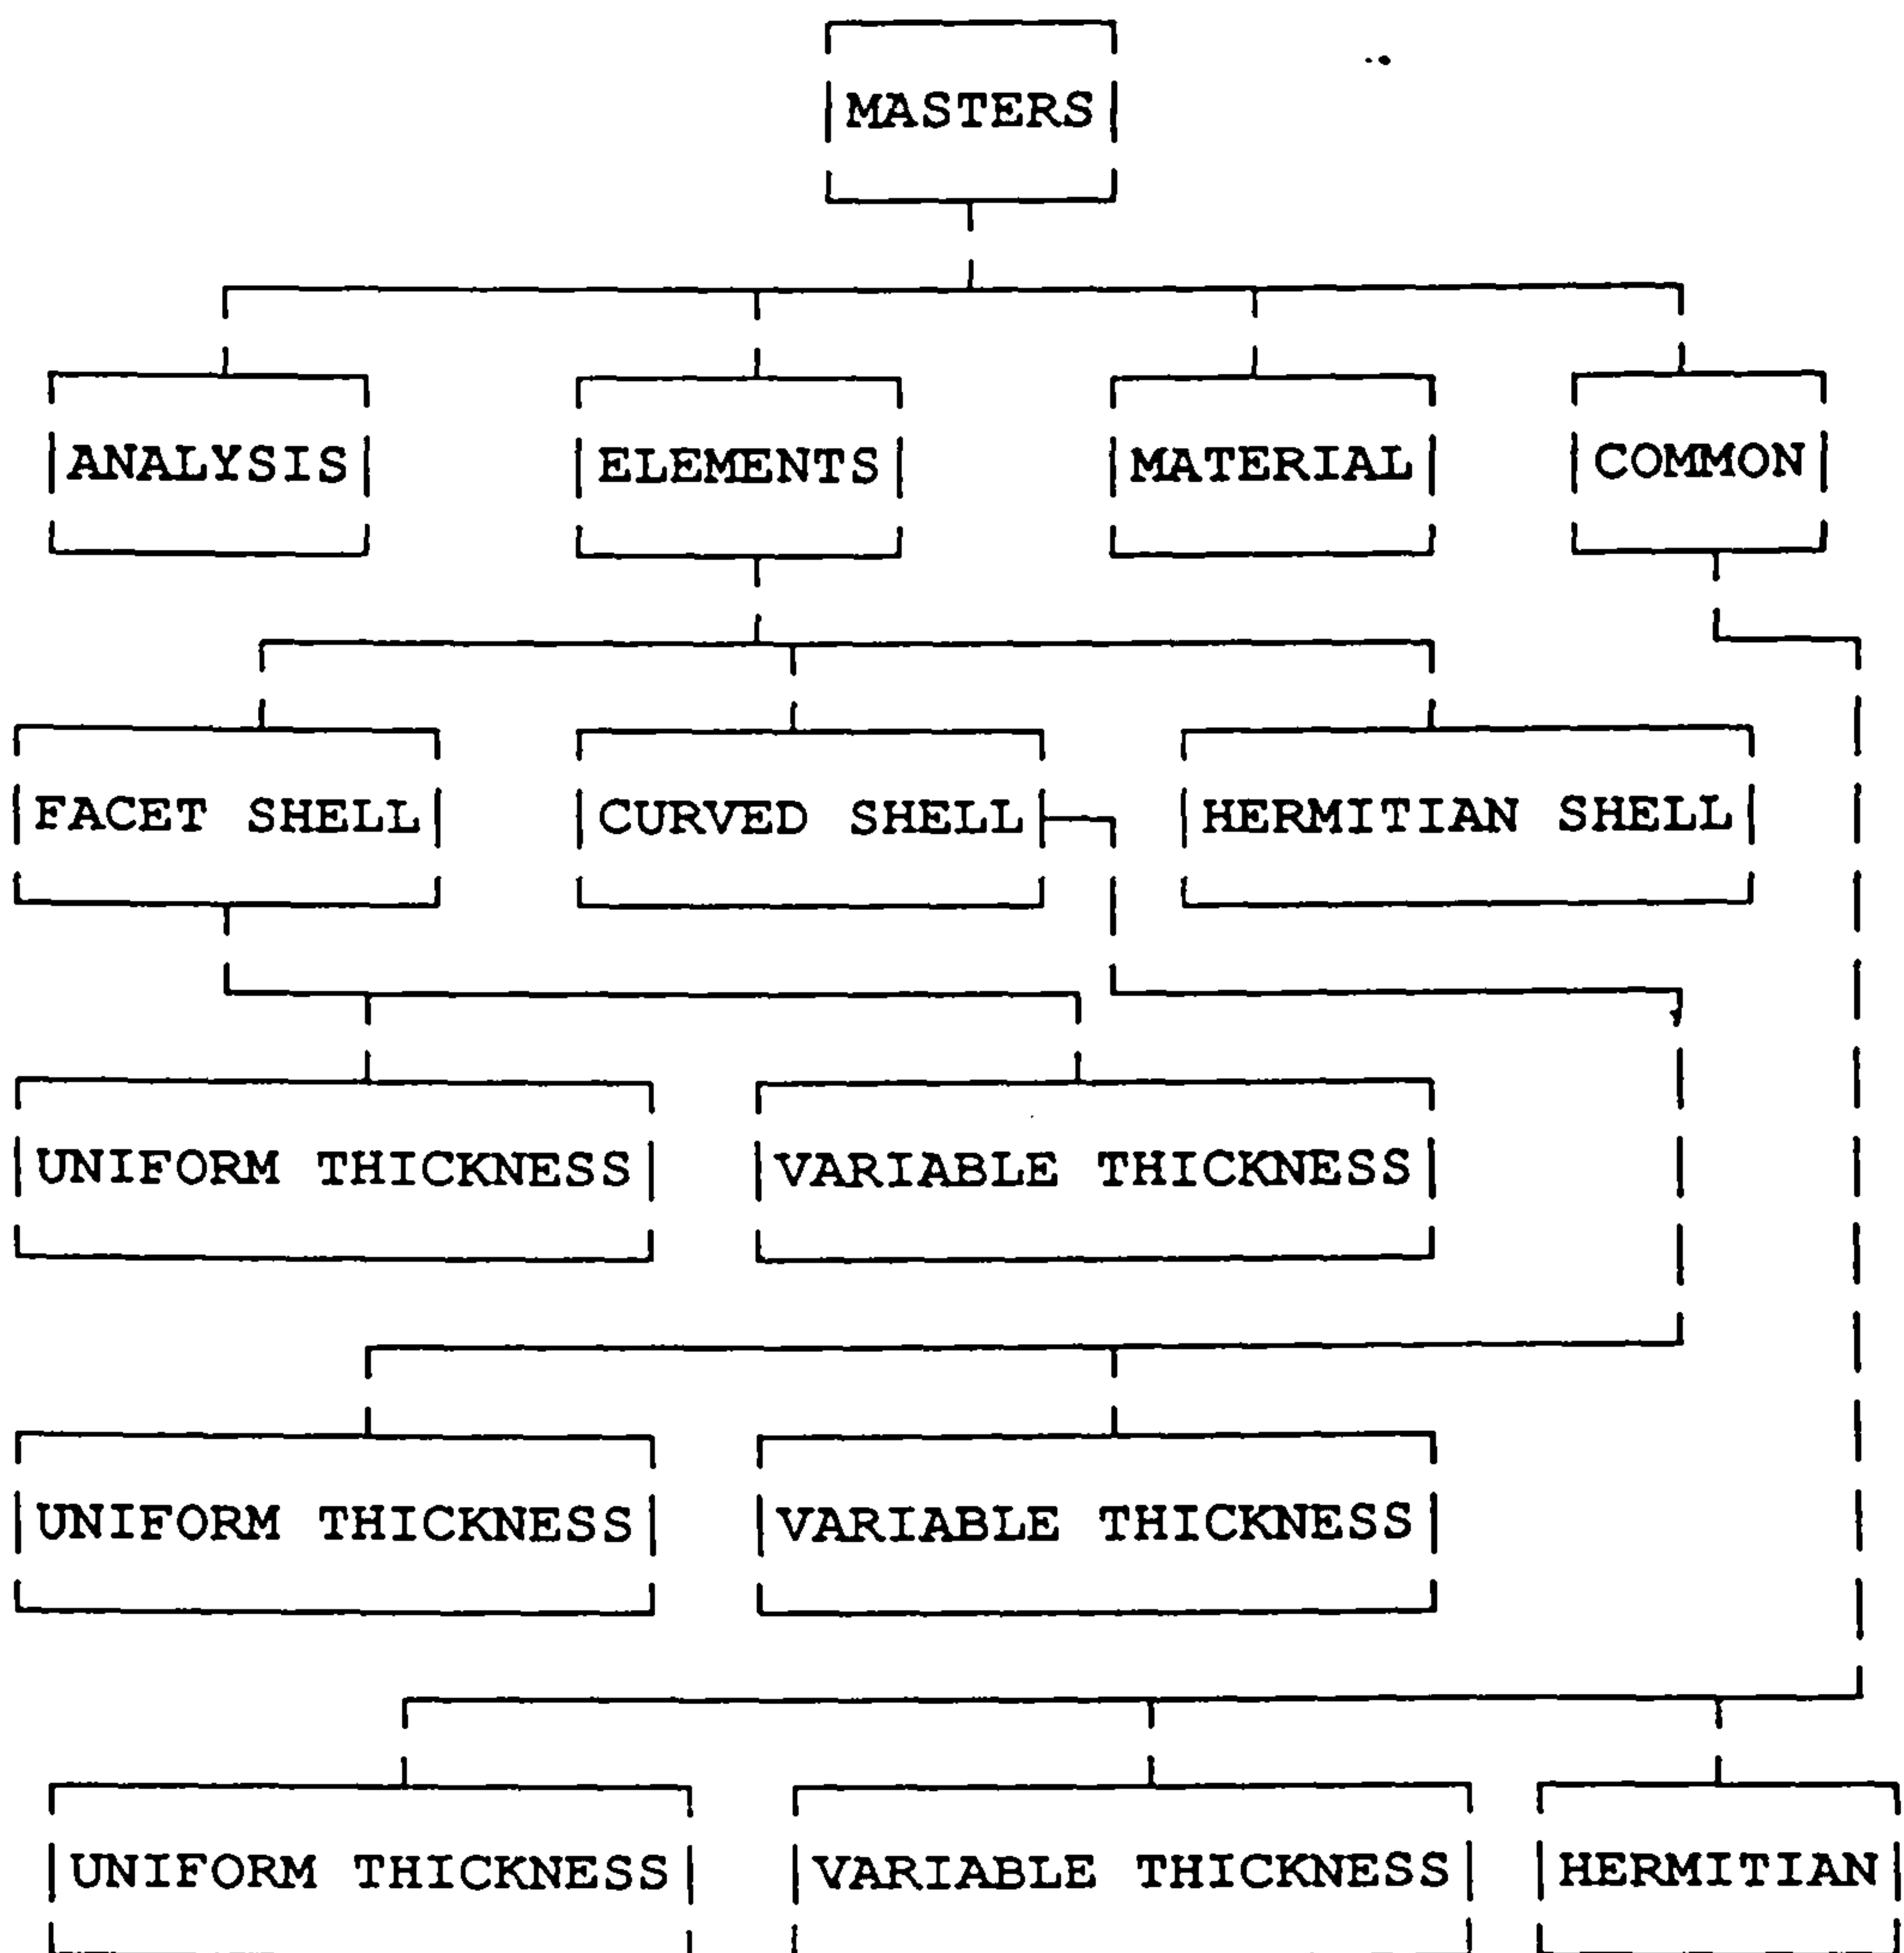 MASTERS
ANALYSIS ELEMENTS MATERIAL COMMON
FACET SHELL CURVED SHELL HERMITIAN SHELL
UNIFORM THICKNESS VARIABLE THICKNESS
UNIFORM THICKNESS VARIABLE THICKNESS
UNIFORM THICKNESS VARIABLE THICKNESS HERMITIAN